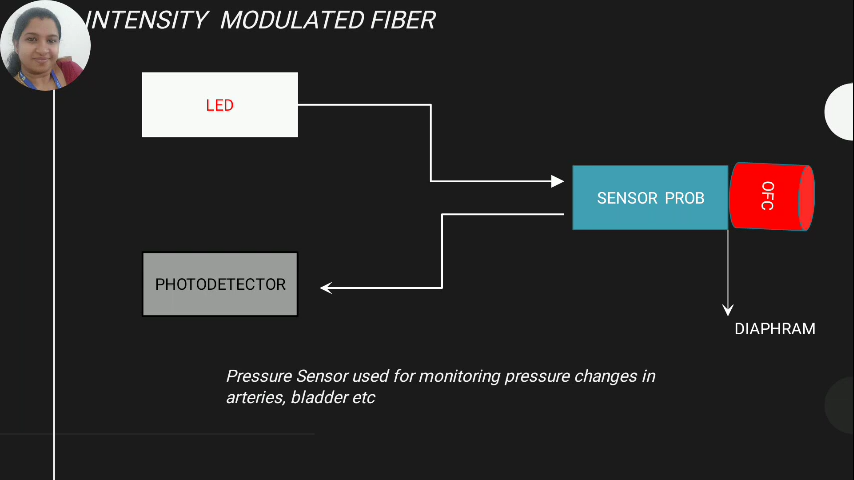 INTENSITY MODULATED FIBER
LED
SENSOR PROB
OFC
PHOTODETECTOR
DIAPHRAM
Pressure Sensor used for monitoring pressure changes in
arteries, bladder etc